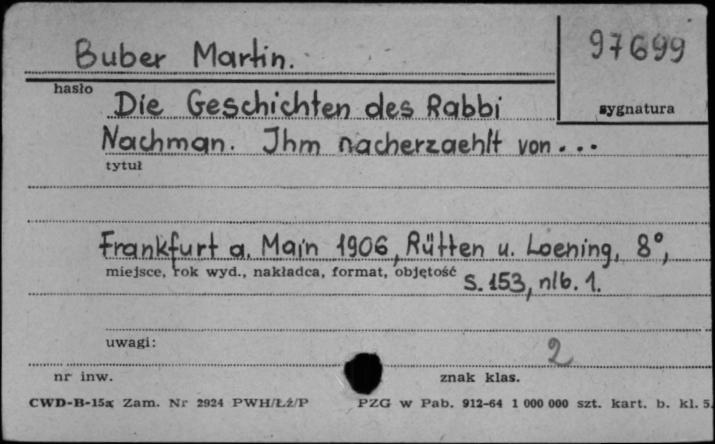 Buber Martin.
97699
hasło
sygnatura
Die Geschichten des Rabbi
Nachman. Ihm nacherzaehlt von...
tytuł
Frankfurt a. Main 1906, Rütten u. Loening, 8°,
miejsce, rok wyd., nakładca, format, objętość
s. 153, nlb. 1.
uwagi:
2
nr inw.
znak klas.
CWD-B-15a Zam. Nr 2924 PWH/Łź/P PZG w Pab. 912-64 1 000 000 szt. kart. b. kl. 5.